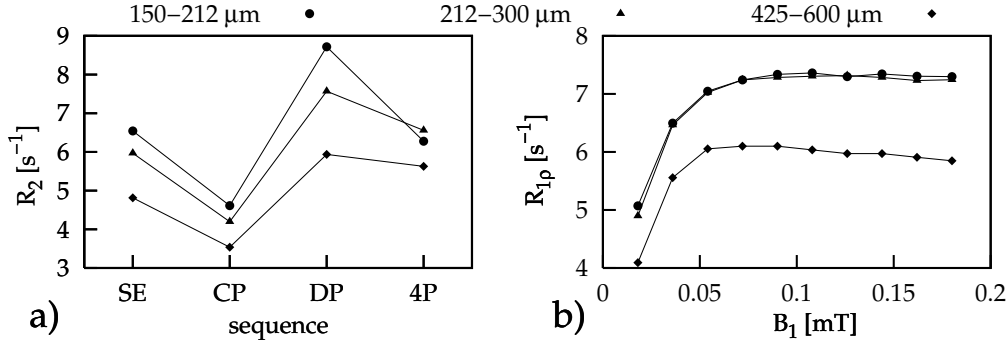 150–212 μm 212–300 μm 425–600 μm
9
8
7
6
5
4
3
R2 [s−1]
SE CP DP 4P
sequence
a)
8
7
6
5
4
R1ρ [s−1]
0 0.05 0.1 0.15 0.2
B1 [mT]
b)